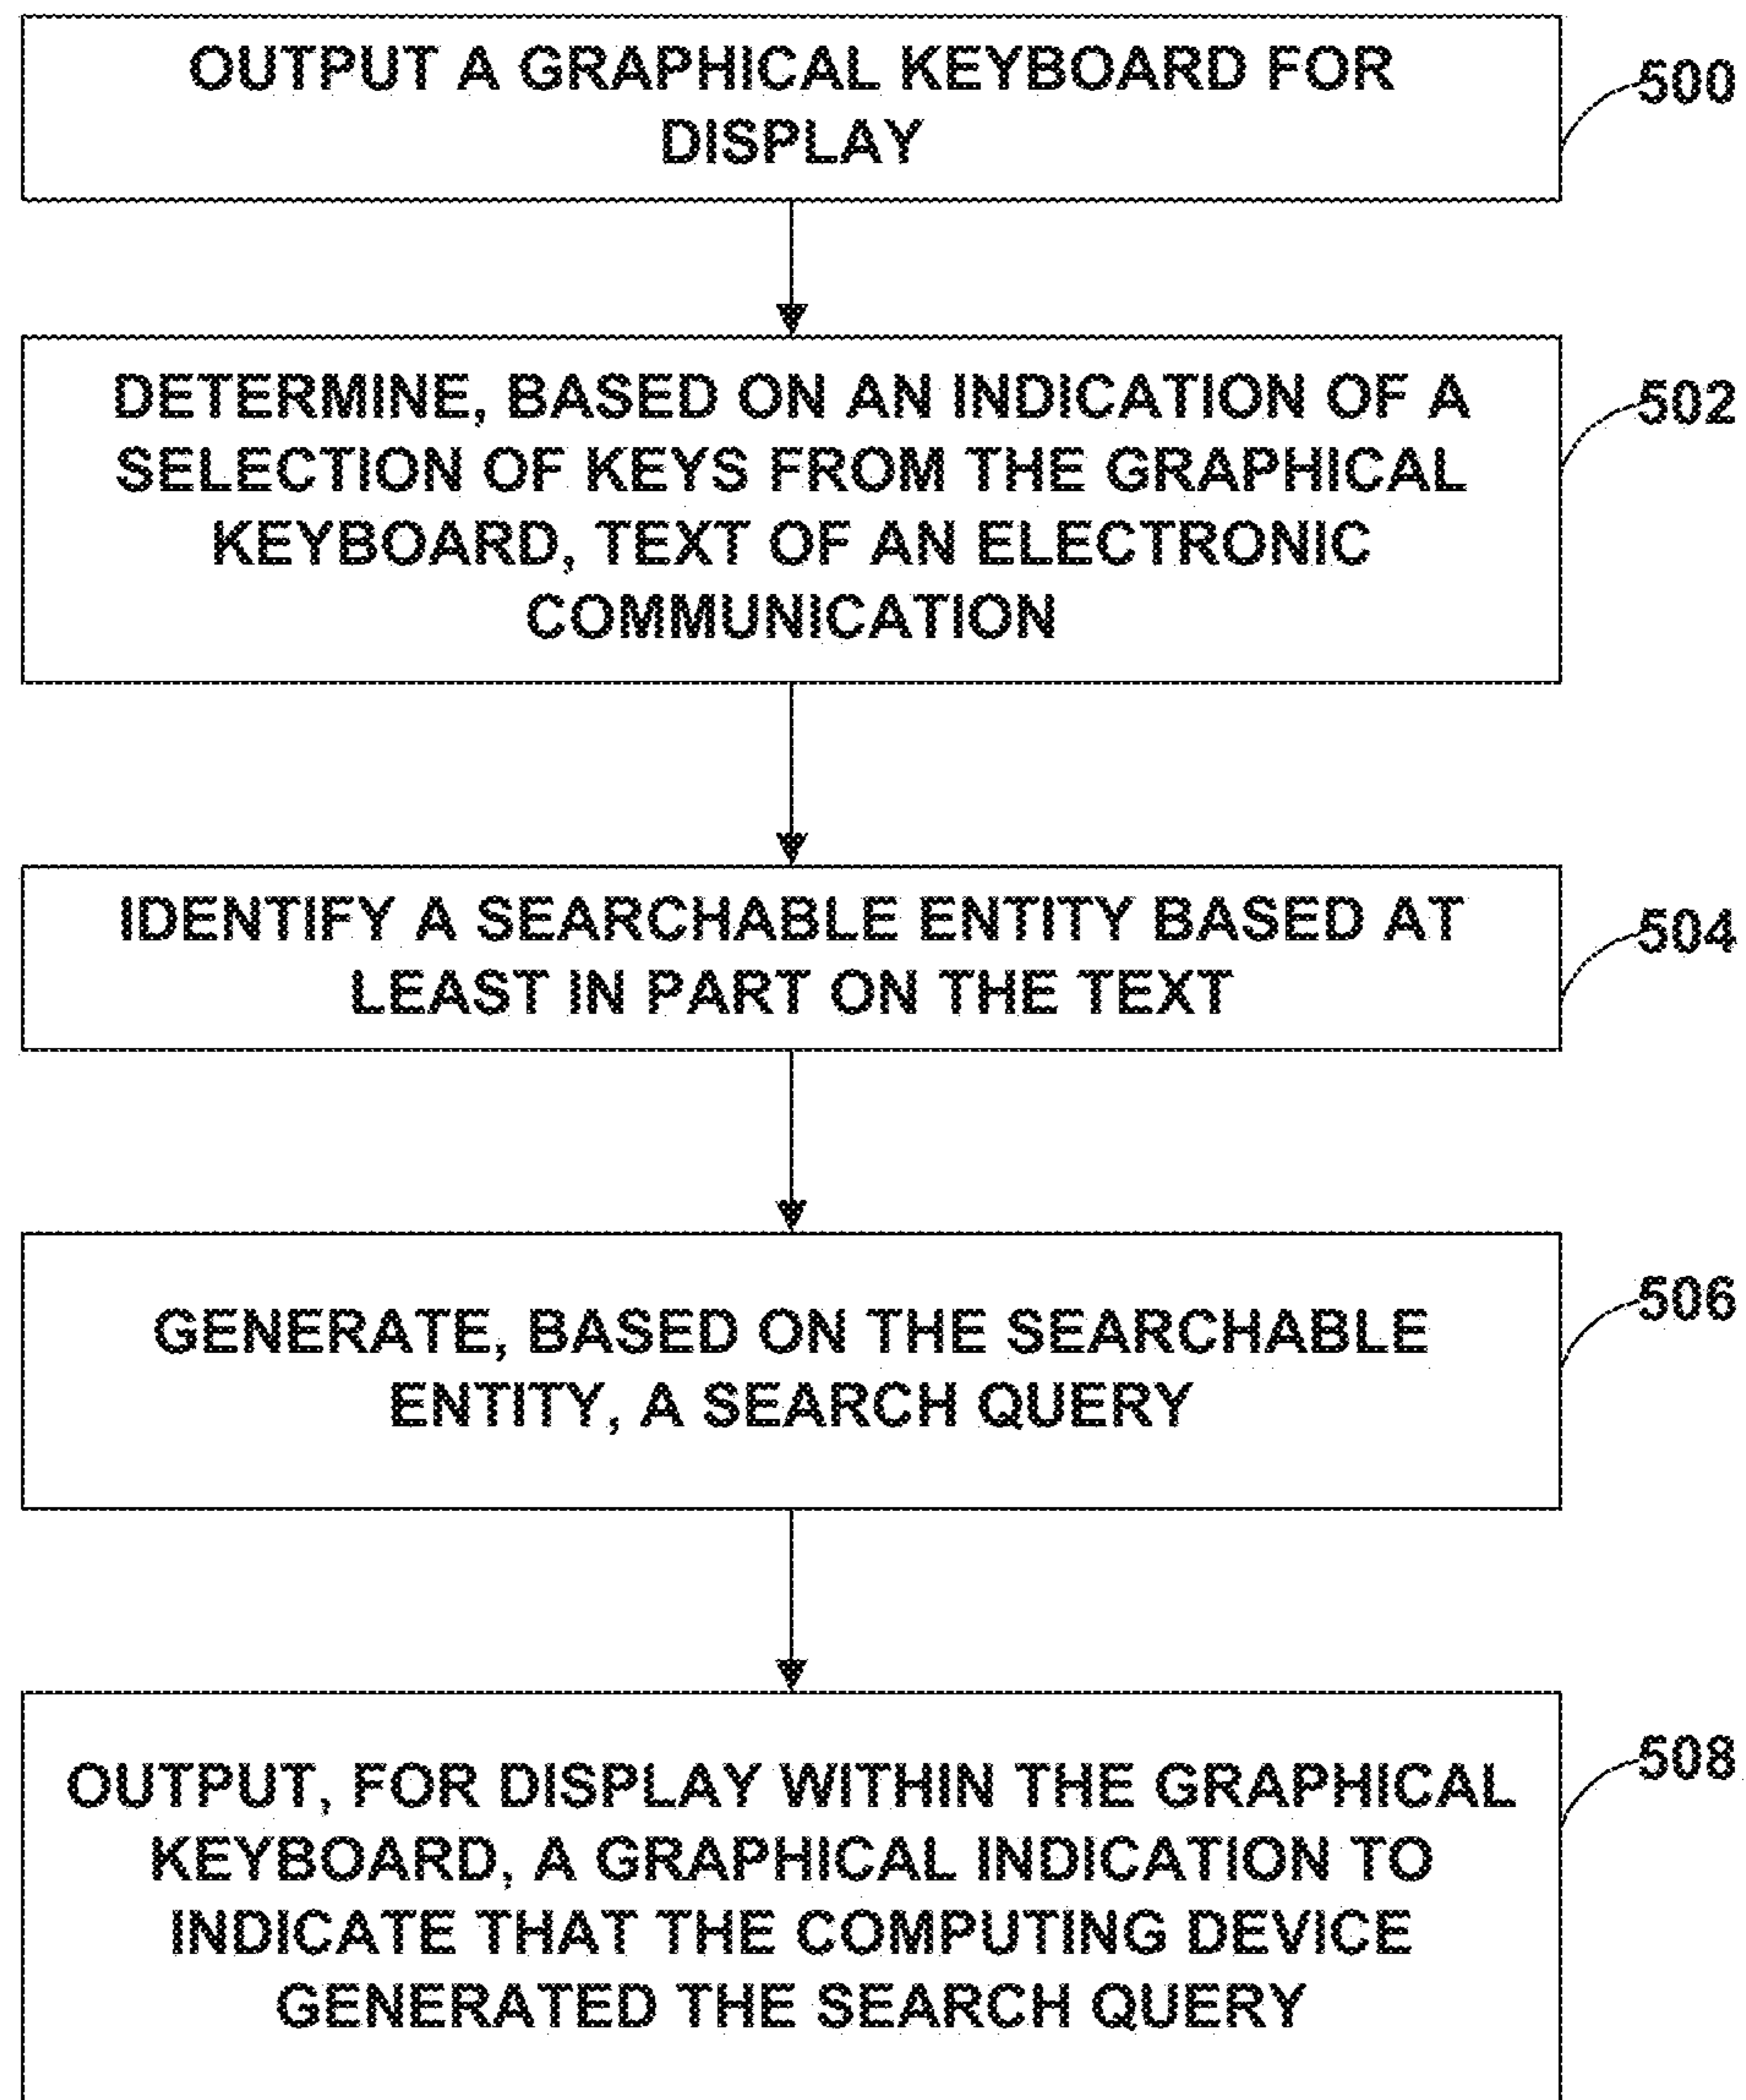 OUTPUT A GRAPHICAL KEYBOARD FOR
DISPLAY
500
DETERMINE, BASED ON AN INDICATION OF A
SELECTION OF KEYS FROM THE GRAPHICAL
KEYBOARD, TEXT OF AN ELECTRONIC
COMMUNICATION
502
IDENTIFY A SEARCHABLE ENTITY BASED AT
LEAST IN PART ON THE TEXT
504
GENERATE, BASED ON THE SEARCHABLE
ENTITY, A SEARCH QUERY
506
OUTPUT, FOR DISPLAY WITHIN THE GRAPHICAL
KEYBOARD, A GRAPHICAL INDICATION TO
INDICATE THAT THE COMPUTING DEVICE
GENERATED THE SEARCH QUERY
508